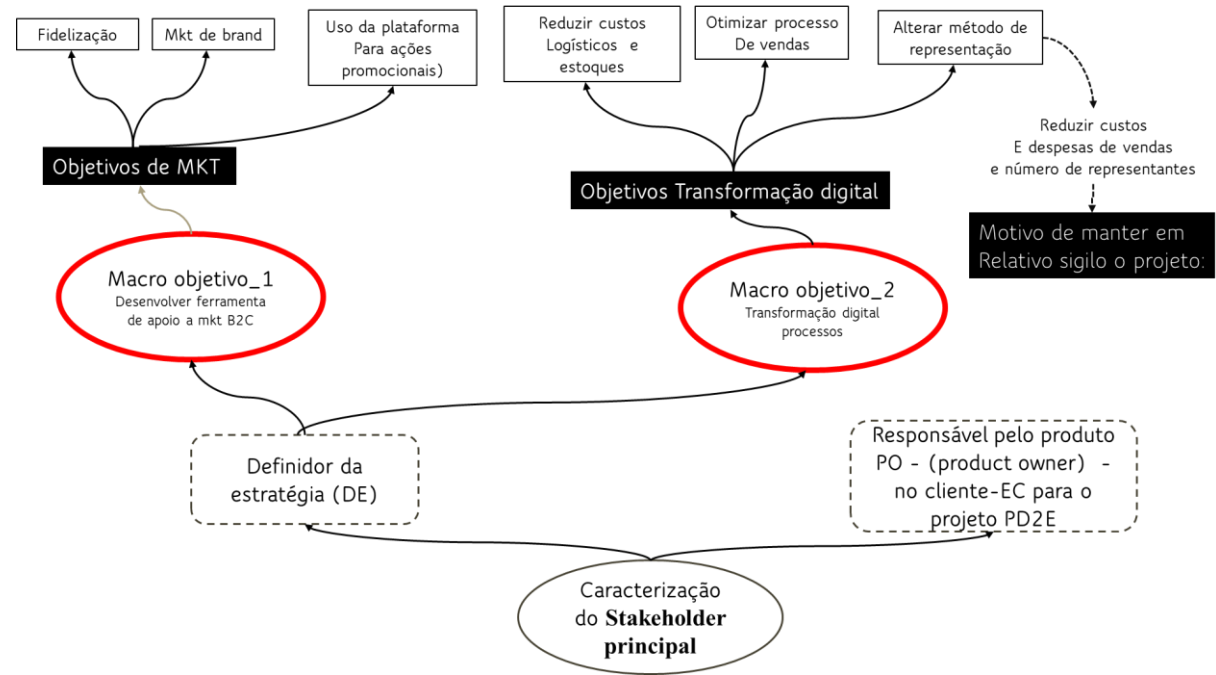 Fidelização
Mkt de brand
Uso da plataforma
Para ações
promocionais)
Reduzir custos
Logísticos e
estoques
Otimizar processo
De vendas
Alterar método de
representação
Reduzir custos
E despesas de vendas
e número de representantes
Objetivos de MKT
Objetivos Transformação digital
Motivo de manter em
Relativo sigilo o projeto:
Macro objetivo_1
Desenvolver ferramenta
de apoio a mkt B2C
Macro objetivo_2
Transformação digital
processos
Definidor da
estratégia (DE)
Responsável pelo produto
PO - (product owner) -
no cliente-EC para o
projeto PD2E
Caracterização
do Stakeholder
principal